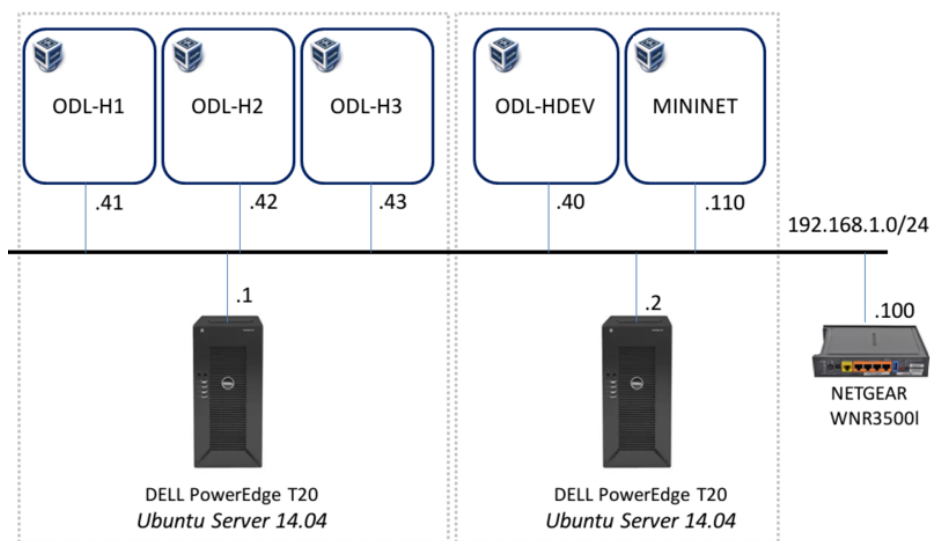 ODL-H1
ODL-H2
ODL-H3
ODL-HDEV
MININET
.41
.42
.43
.40
.110
192.168.1.0/24
.1
.2
.100
NETGEAR
WNR3500l
DELL PowerEdge T20
Ubuntu Server 14.04
DELL PowerEdge T20
Ubuntu Server 14.04